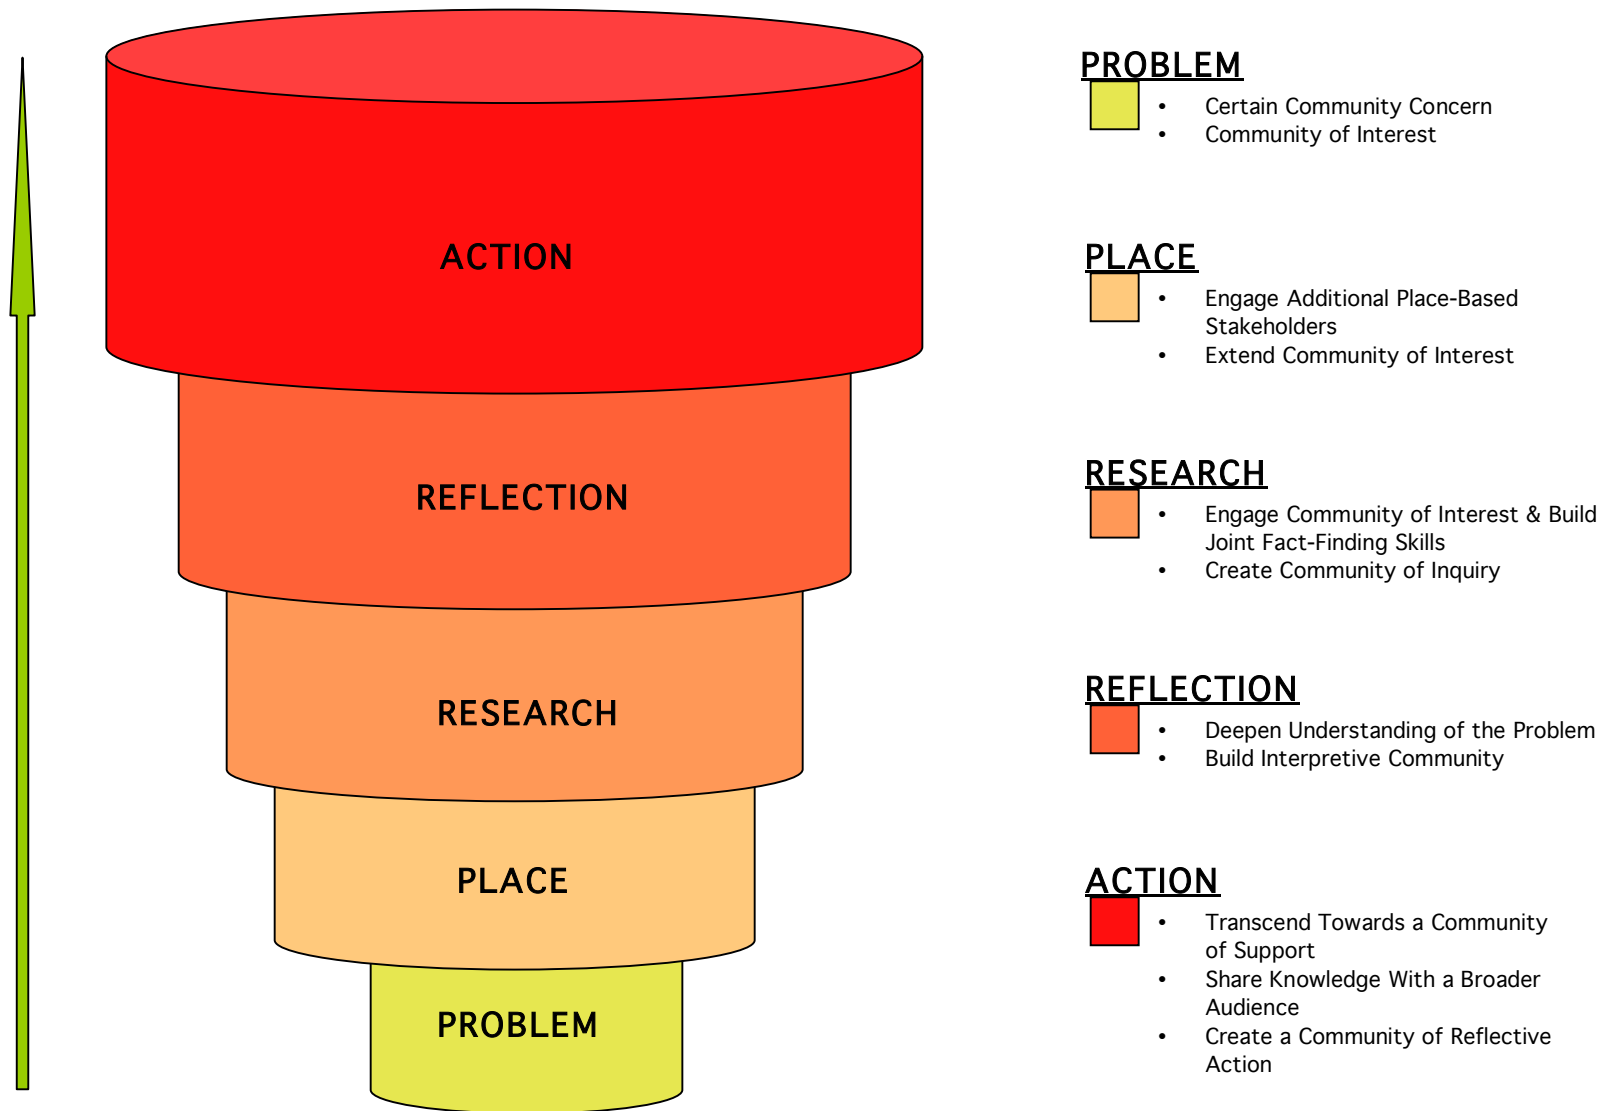 ACTION
REFLECTION
RESEARCH
PLACE
PROBLEM
PROBLEM
• Certain Community Concern
• Community of Interest
PLACE
• Engage Additional Place-Based
Stakeholders
• Extend Community of Interest
RESEARCH
• Engage Community of Interest & Build
Joint Fact-Finding Skills
• Create Community of Inquiry
REFLECTION
• Deepen Understanding of the Problem
• Build Interpretive Community
ACTION
• Transcend Towards a Community
of Support
• Share Knowledge With a Broader
Audience
• Create a Community of Reflective
Action